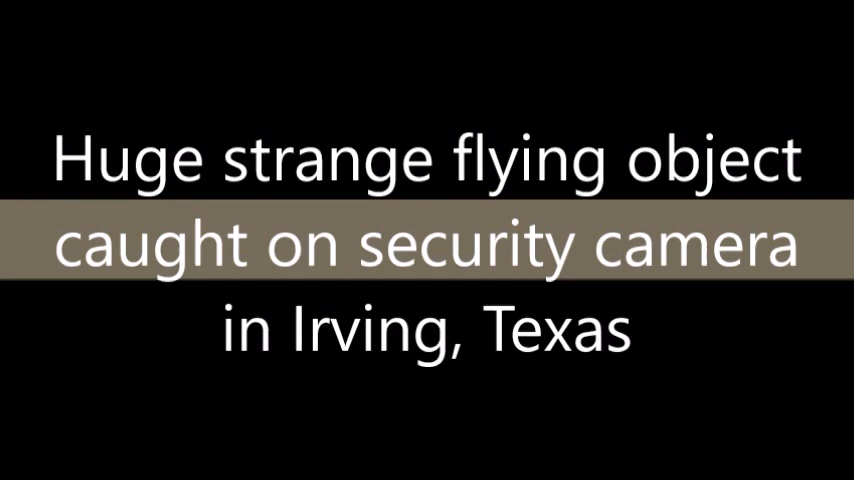 Huge strange flying object
caught on security camera
in Irving, Texas